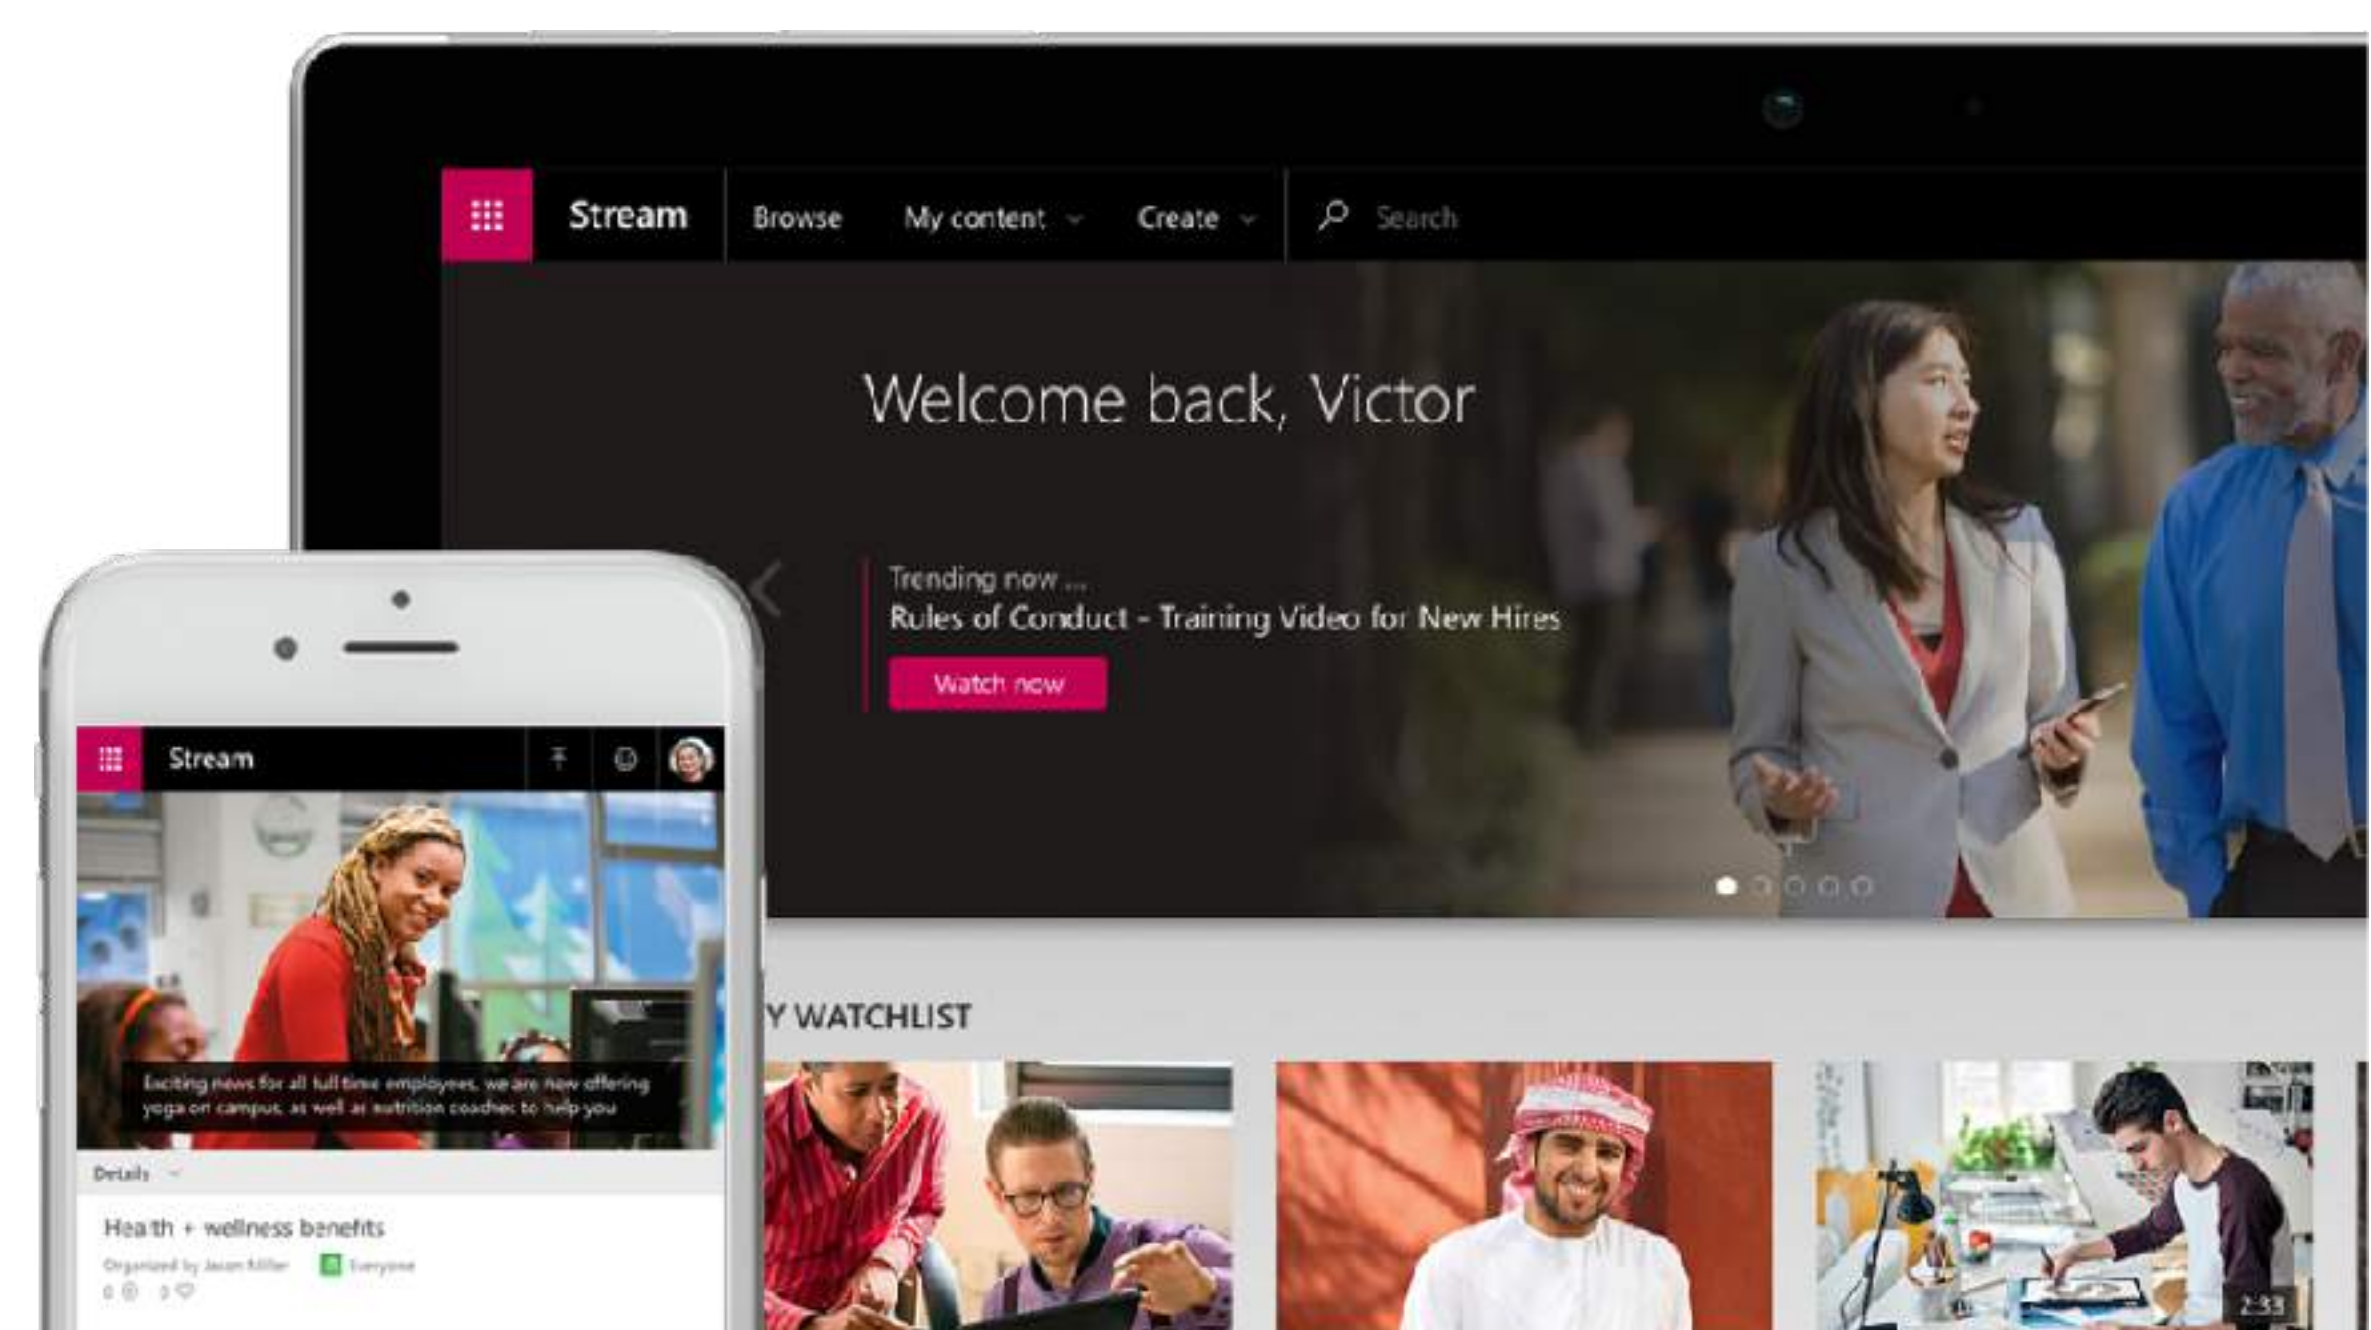 Stream
Browse
My content
Create
Search
Welcome back, Victor
Trending now ...
Rules of Conduct - Training Video for New Hires
Watch now
Y WATCHLIST
2:33
Stream
Exciting news for all full time employees, we are now offering
yoga on campus, as well as nutrition coaches to help you
Details
Health + wellness benefits
Organized by Jason Miller
Everyone
0